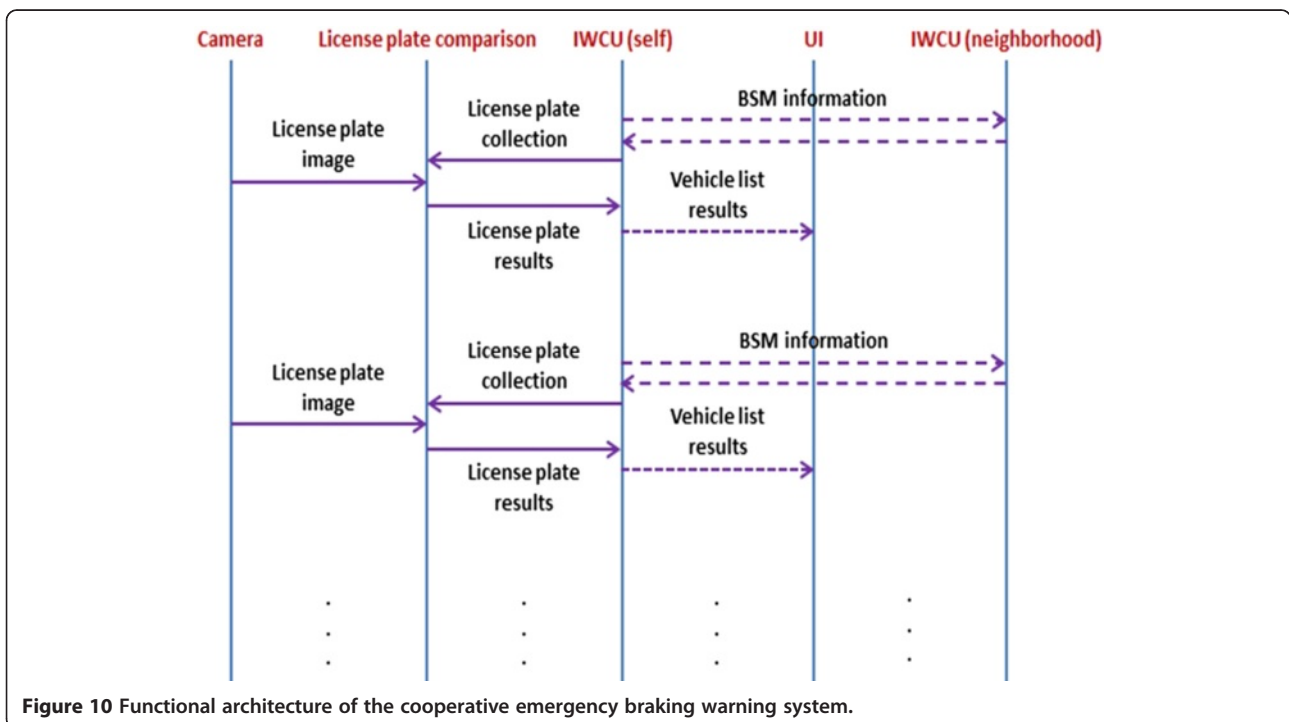 Camera License plate comparison IWCU (self) UI IWCU (neighborhood)
BSM information
License plate
collection
License plate
image
Vehicle list
results
License plate
results
BSM information
License plate
collection
License plate
image
Vehicle list
results
License plate
results
Figure 10 Functional architecture of the cooperative emergency braking warning system.